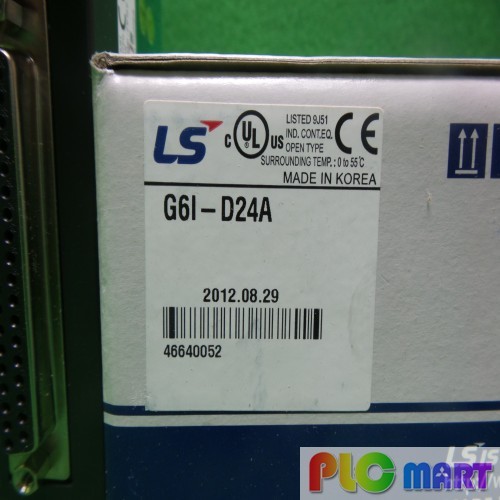 LS
c UL US
LISTED 9J51
IND. CONT.EQ.
OPEN TYPE
CE
SURROUNDING TEMP. : 0 to 55℃
MADE IN KOREA
G6I-D24A
2012.08.29
46640052
LS IS
PLC MART